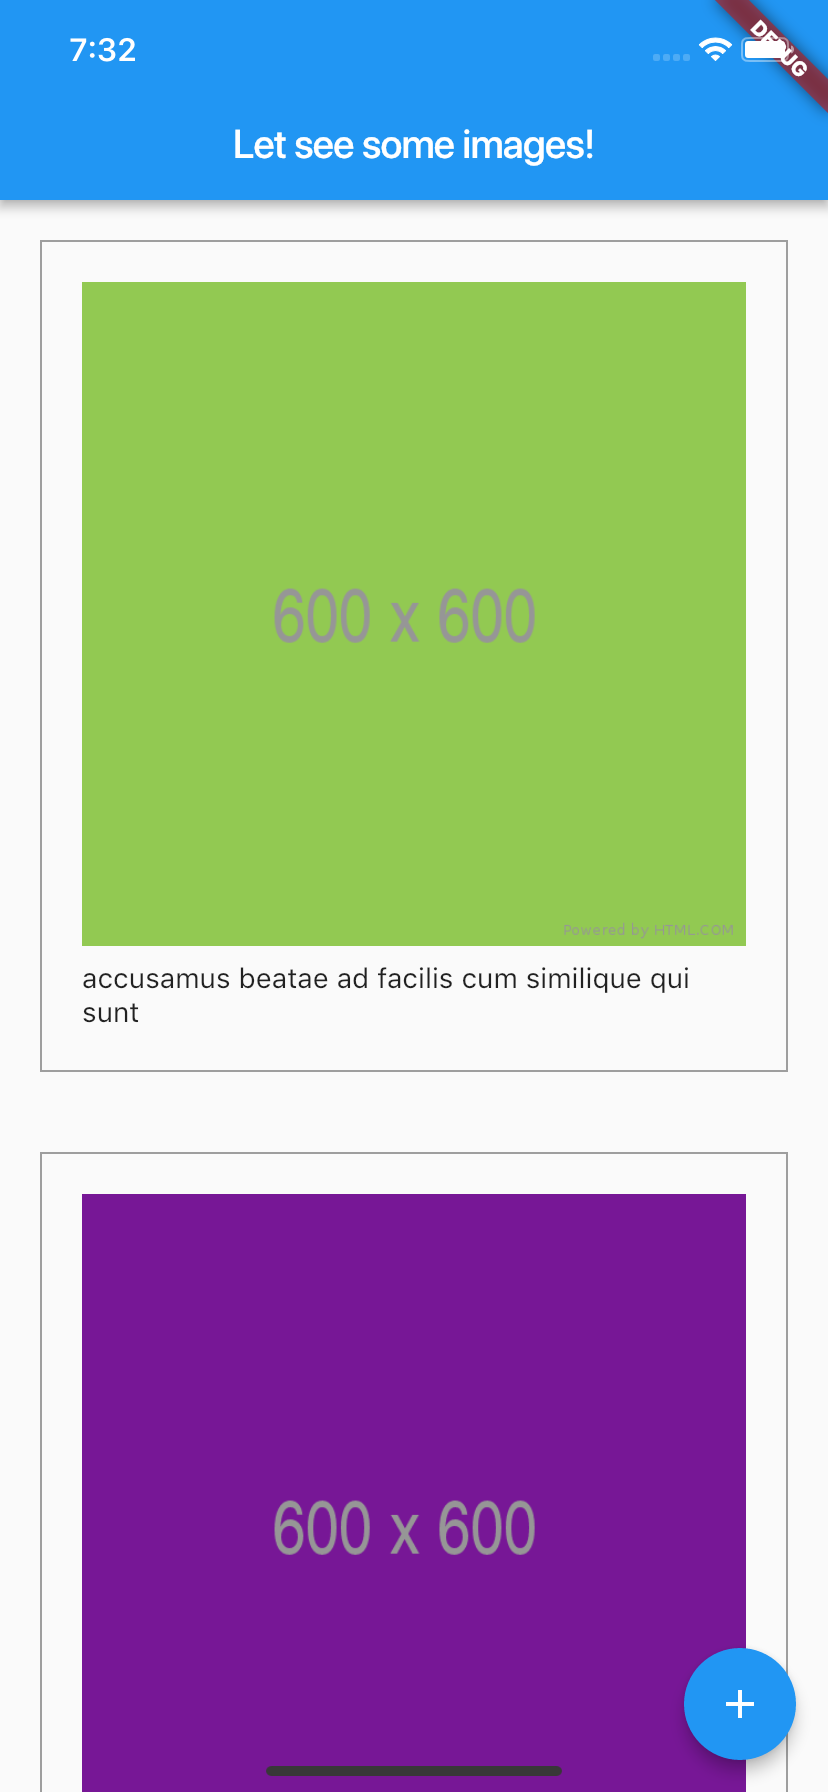 7:32
DEBUG
Let see some images!
600 x 600
Powered by HTML.COM
accusamus beatae ad facilis cum similique qui
sunt
600 x 600